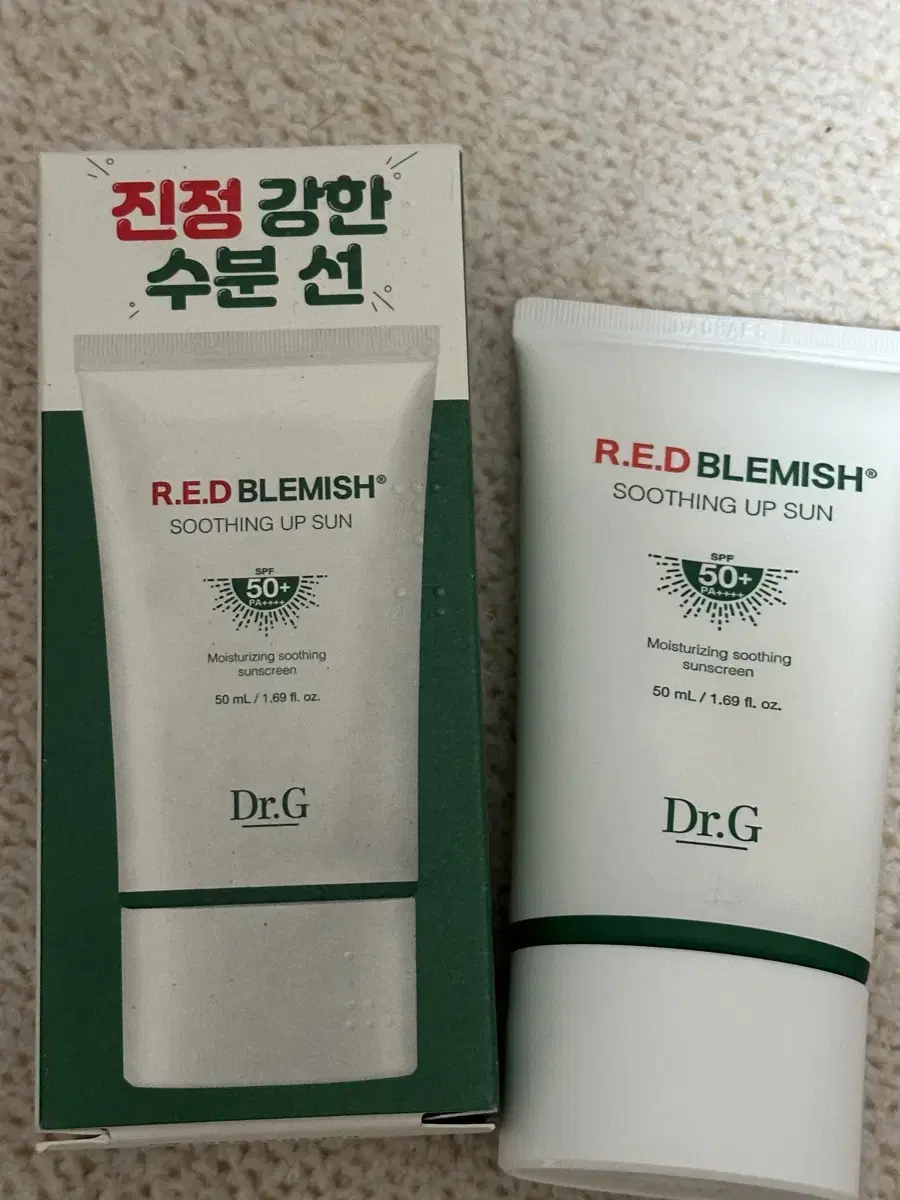 진정 강한
수분 선
R.E.D BLEMISH®
SOOTHING UP SUN
SPF
50+
PA++++
Moisturizing soothing
sunscreen
50 mL / 1.69 fl. oz.
Dr.G
R.E.D BLEMISH®
SOOTHING UP SUN
SPF
50+
PA++++
Moisturizing soothing
sunscreen
50 mL / 1.69 fl. oz.
Dr.G